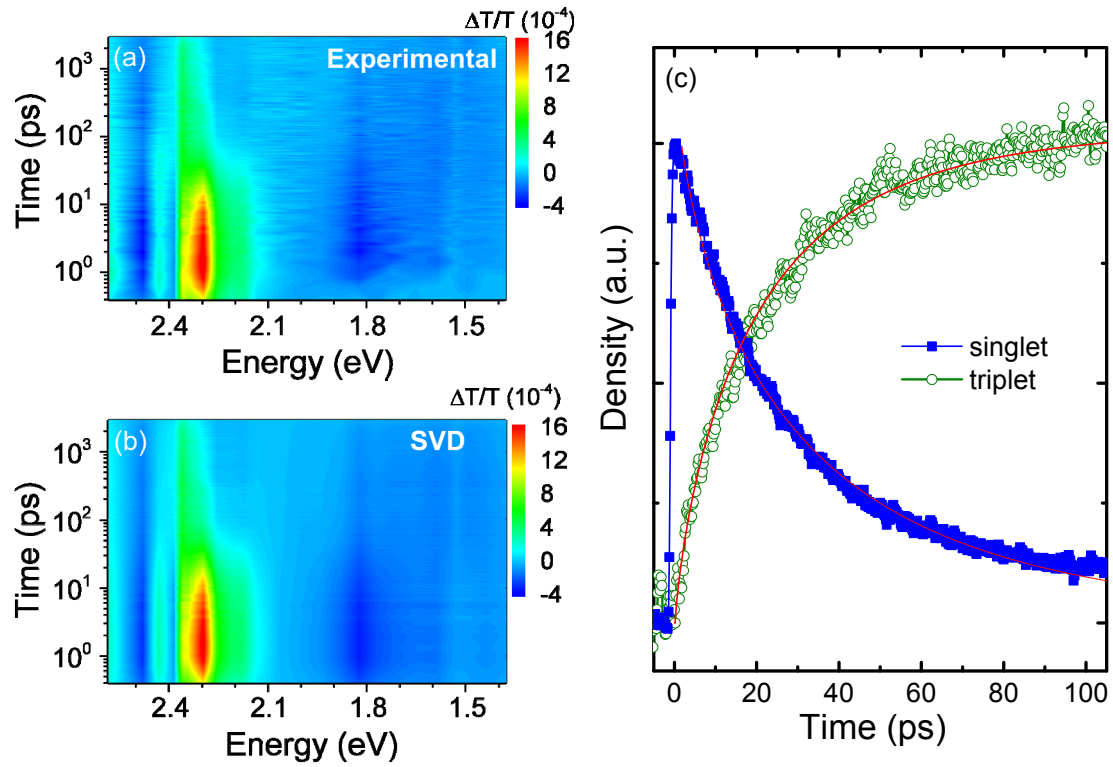 ΔT/T (10⁻⁴)
(a)
Experimental
10³
10²
10¹
10⁰
Time (ps)
16
12
8
4
0
-4
2.4
2.1
1.8
1.5
Energy (eV)
ΔT/T (10⁻⁴)
(b)
SVD
10³
10²
10¹
10⁰
Time (ps)
16
12
8
4
0
-4
2.4
2.1
1.8
1.5
Energy (eV)
(c)
Density (a.u.)
singlet
triplet
0
20
40
60
80
100
Time (ps)